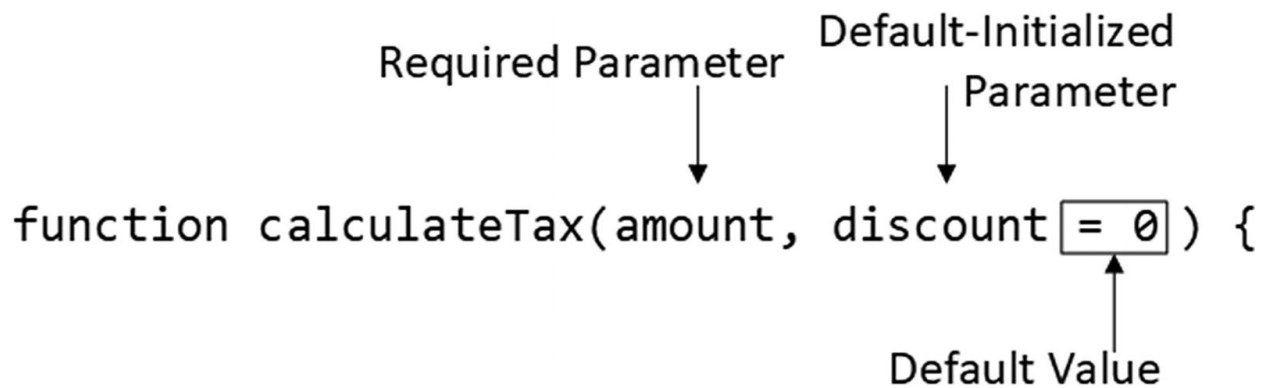 Default-Initialized
Required Parameter
Parameter
function calculateTax(amount, discount = 0) {
Default Value